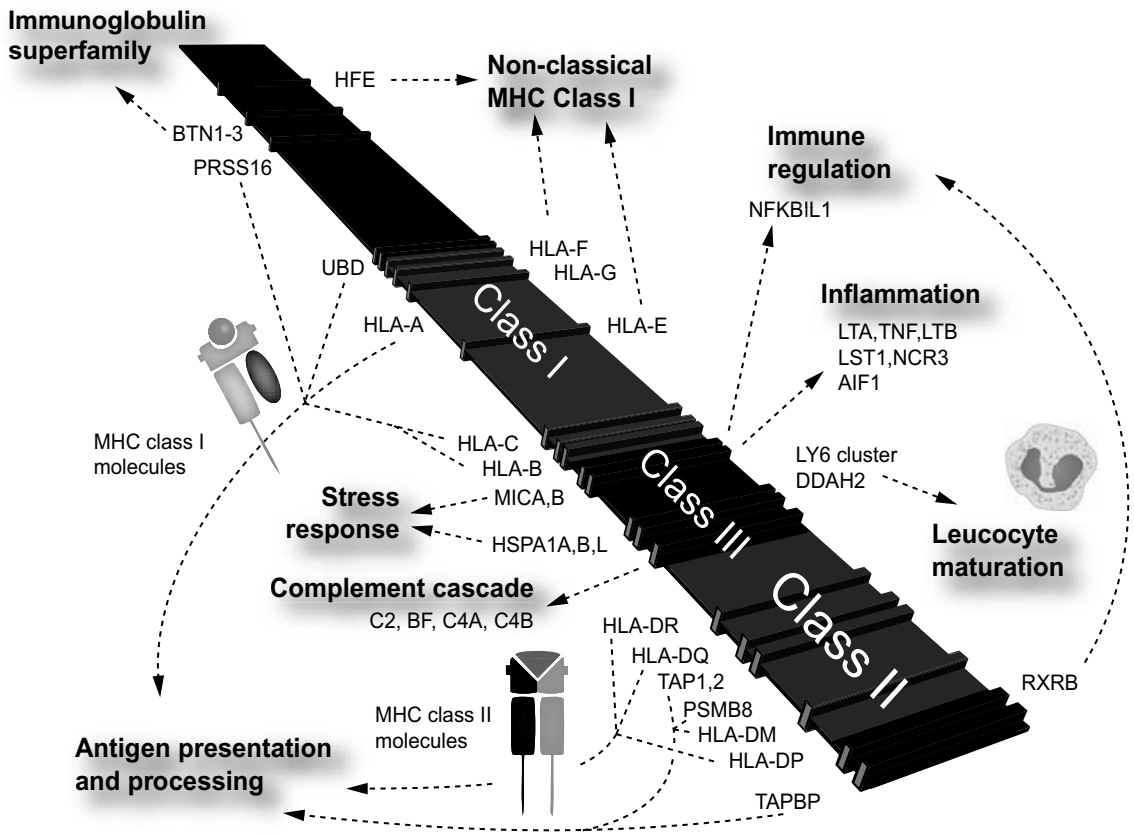 Immunoglobulin
superfamily
HFE
Non-classical
MHC Class I
BTN1-3
PRSS16
Immune
regulation
NFKBIL1
HLA-F
HLA-G
UBD
HLA-A
HLA-E
Class I
Inflammation
LTA,TNF,LTB
LST1,NCR3
AIF1
MHC class I
molecules
HLA-C
HLA-B
MICA,B
Stress
response
HSPA1A,B,L
Class III
LY6 cluster
DDAH2
Leucocyte
maturation
Complement cascade
C2, BF, C4A, C4B
Class II
HLA-DR
HLA-DQ
TAP1,2
PSMB8
HLA-DM
HLA-DP
RXRB
MHC class II
molecules
Antigen presentation
and processing
TAPBP